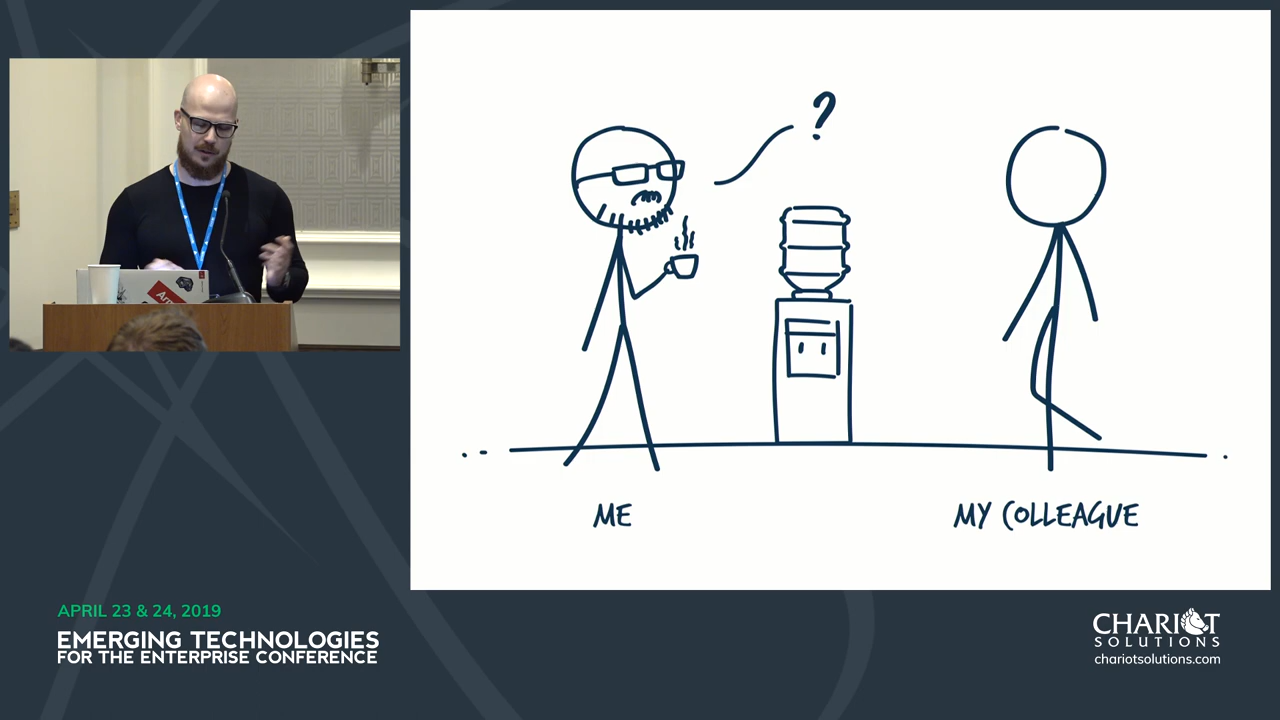 ?
ME
MY COLLEAGUE
APRIL 23 & 24, 2019
EMERGING TECHNOLOGIES
FOR THE ENTERPRISE CONFERENCE
CHARIOT
SOLUTIONS
chariotsolutions.com